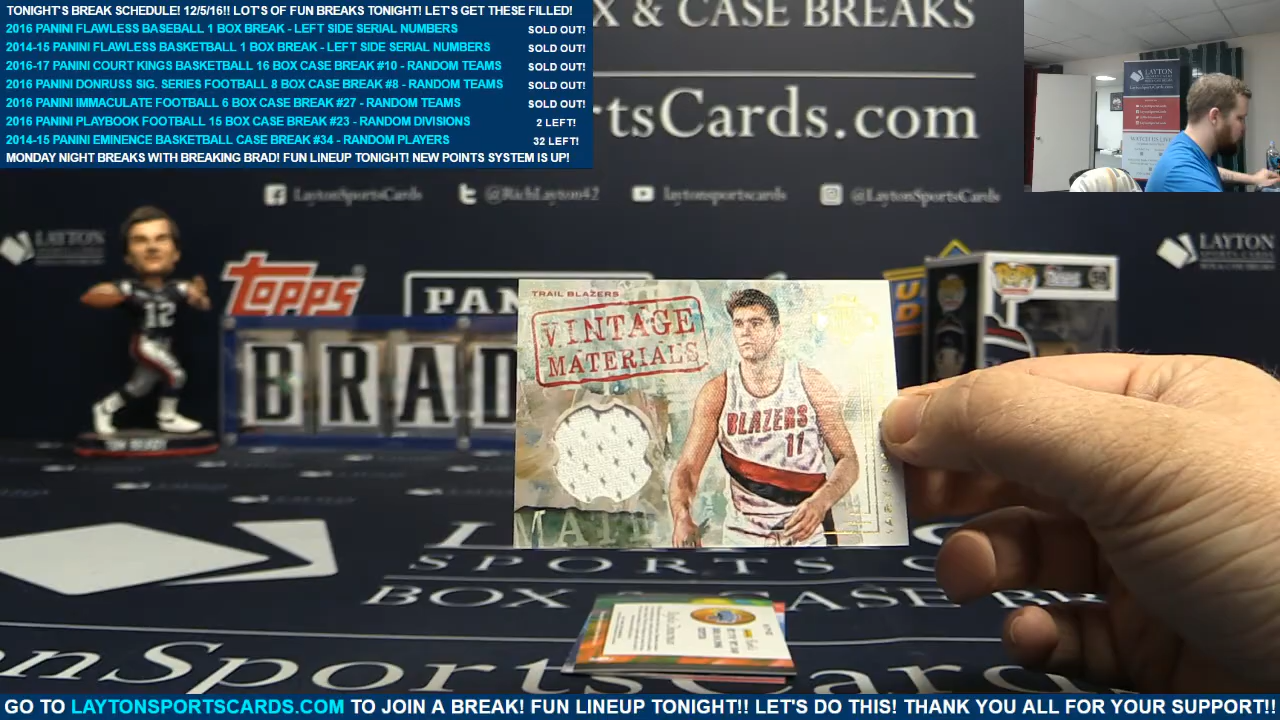 TONIGHT'S BREAK SCHEDULE! 12/5/16!! LOT'S OF FUN BREAKS TONIGHT! LET'S GET THESE FILLED!
2016 PANINI FLAWLESS BASEBALL 1 BOX BREAK - LEFT SIDE SERIAL NUMBERS SOLD OUT!
2014-15 PANINI FLAWLESS BASKETBALL 1 BOX BREAK - LEFT SIDE SERIAL NUMBERS SOLD OUT!
2016-17 PANINI COURT KINGS BASKETBALL 16 BOX CASE BREAK #10 - RANDOM TEAMS SOLD OUT!
2016 PANINI DONRUSS SIG. SERIES FOOTBALL 8 BOX CASE BREAK #8 - RANDOM TEAMS SOLD OUT!
2016 PANINI IMMACULATE FOOTBALL 6 BOX CASE BREAK #27 - RANDOM TEAMS SOLD OUT!
2016 PANINI PLAYBOOK FOOTBALL 15 BOX CASE BREAK #23 - RANDOM DIVISION 2 LEFT!
2014-15 PANINI EMINENCE BASKETBALL CASE BREAK #34 - RANDOM PLAYERS 32 LEFT!
MONDAY NIGHT BREAKS WITH BREAKING BRAD! FUN LINEUP TONIGHT! NEW POINTS SYSTEM IS UP!
X & CASE BREAKS
rtsCards.com
LaytonSportsCards @RichLayton42 laytonsportscards @LaytonSportsCards
LAYTON
LAYTON
LAYTON
topps
PAN
BRAD
12
TRAIL BLAZERS
VINTAGE
MATERIALS
BLAZERS
11
SPORTS
BOX & CASE BR
onSportsCards.com
GO TO LAYTONSPORTSCARDS.COM TO JOIN A BREAK! FUN LINEUP TONIGHT!! LET'S DO THIS! THANK YOU ALL FOR YOUR SUPPORT!!